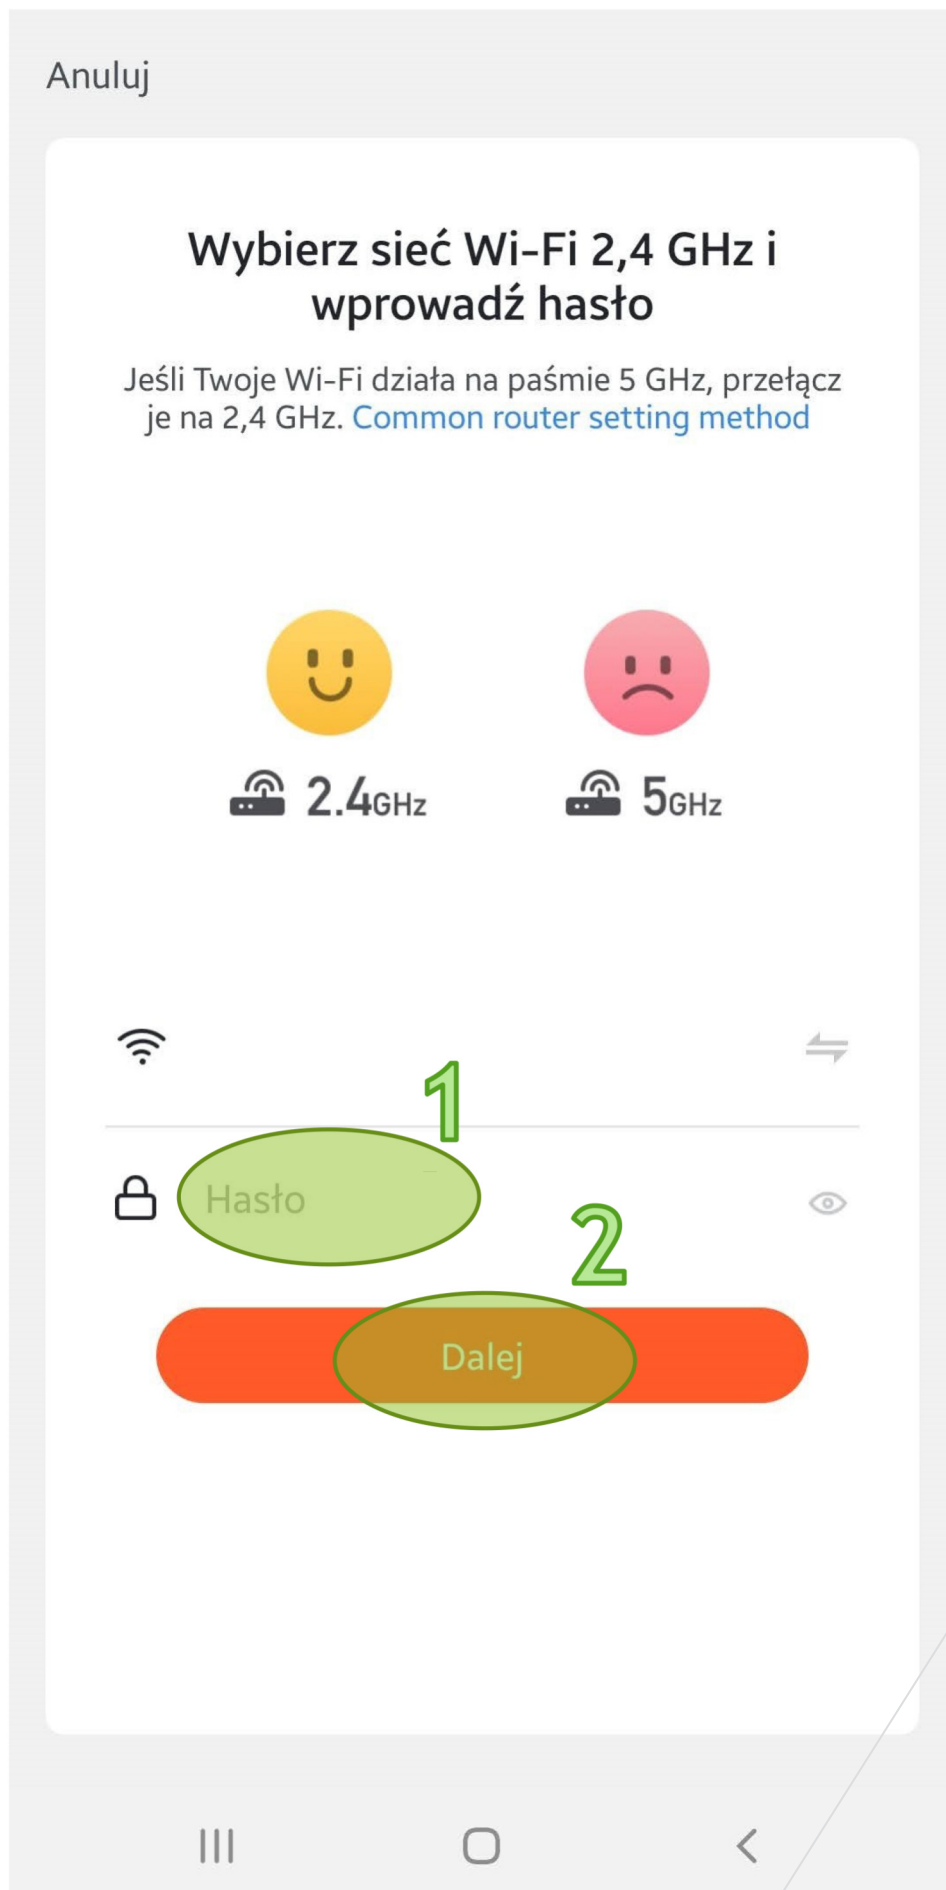 Anuluj
Wybierz sieć Wi-Fi 2,4 GHz i
wprowadź hasło
Jeśli Twoje Wi-Fi działa na paśmie 5 GHz, przełącz
je na 2,4 GHz. Common router setting method
2.4GHz
5GHz
1
Hasło
2
Dalej